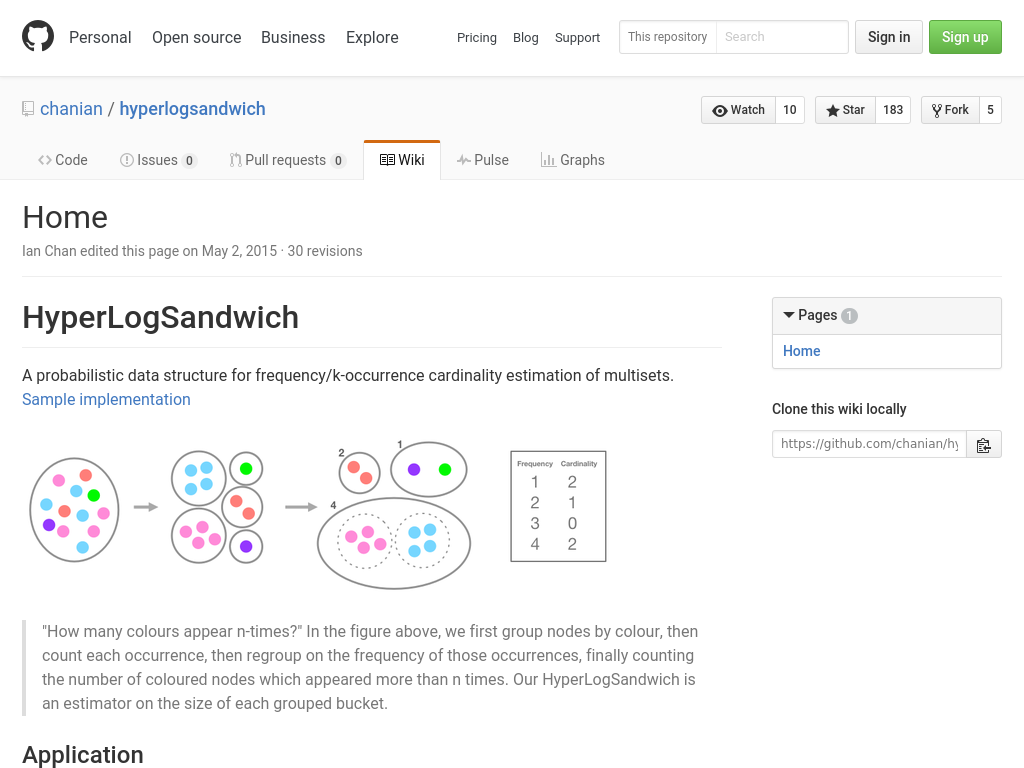 Personal Open source Business Explore Pricing Blog Support This repository Search Sign in Sign up
chanian / hyperlogsandwich Watch 10 Star 183 Fork 5
Code Issues 0 Pull requests 0 Wiki Pulse Graphs
Home
Ian Chan edited this page on May 2, 2015 · 30 revisions
HyperLogSandwich
A probabilistic data structure for frequency/k-occurrence cardinality estimation of multisets.
Sample implementation
2
1
4
Frequency Cardinality
1 2
2 1
3 0
4 2
"How many colours appear n-times?" In the figure above, we first group nodes by colour, then
count each occurrence, then regroup on the frequency of those occurrences, finally counting
the number of coloured nodes which appeared more than n times. Our HyperLogSandwich is
an estimator on the size of each grouped bucket.
Application
Pages 1
Home
Clone this wiki locally
https://github.com/chanian/hy